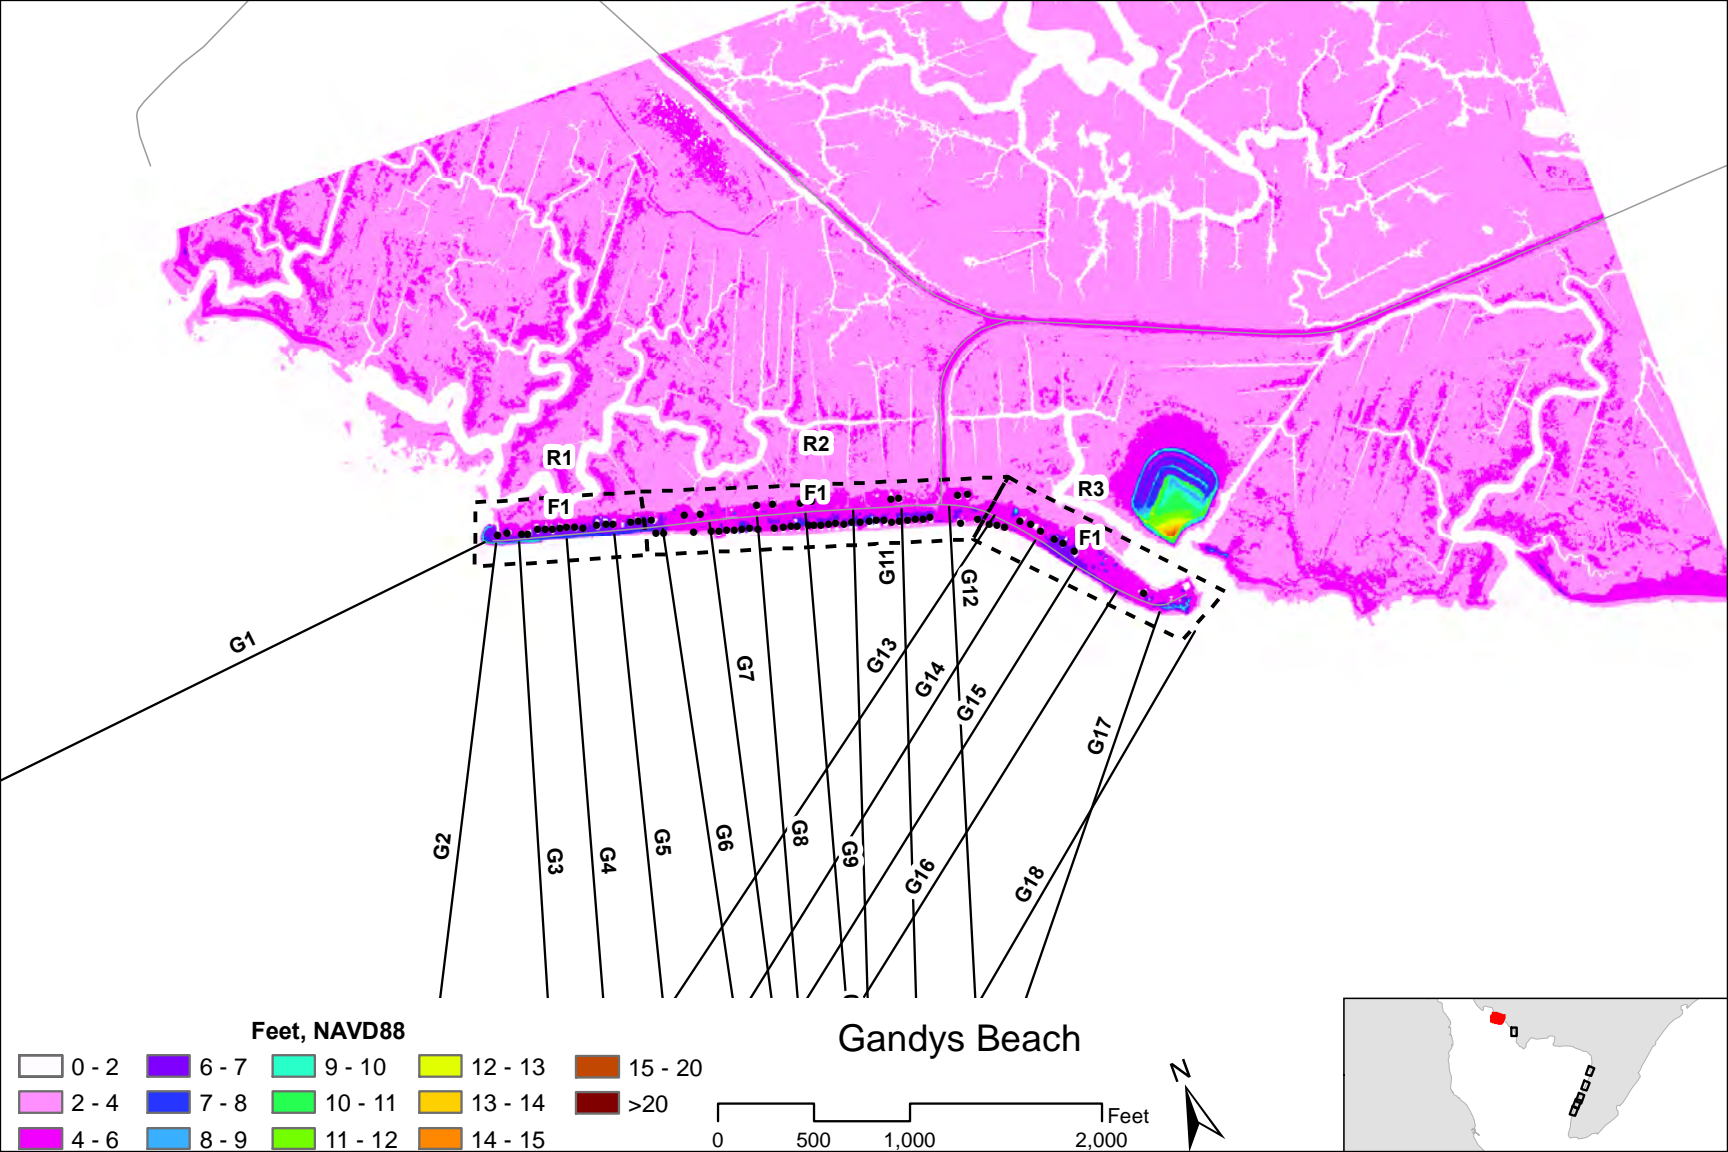 R1
R2
R3
F1
F1
F1
G1
G2
G3
G4
G5
G6
G7
G8
G9
G11
G12
G13
G14
G15
G16
G17
G18
Feet, NAVD88
0 - 2
2 - 4
4 - 6
6 - 7
7 - 8
8 - 9
9 - 10
10 - 11
11 - 12
12 - 13
13 - 14
14 - 15
15 - 20
>20
Gandys Beach
Feet
0 500 1,000 2,000
N